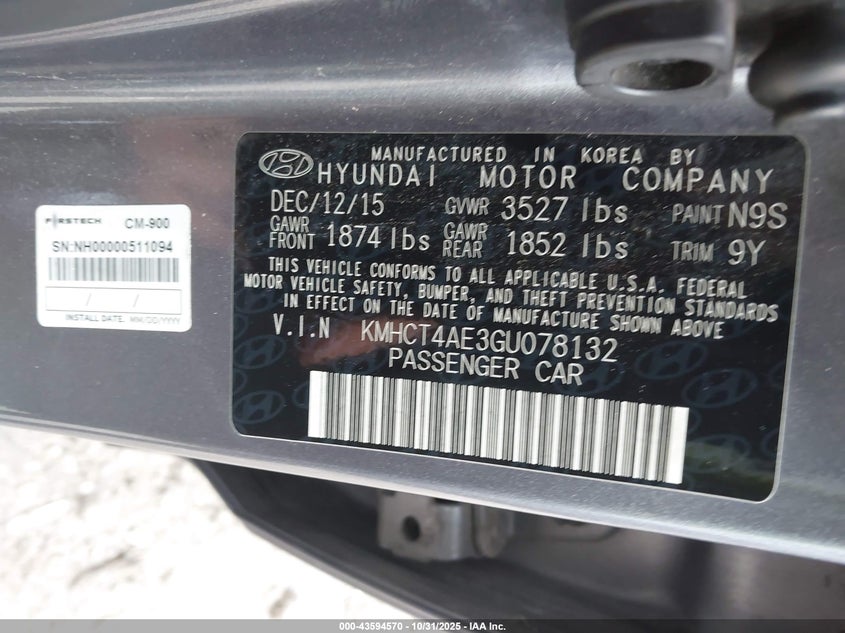 MANUFACTURED IN KOREA BY
HYUNDAI MOTOR COMPANY
DEC/12/15 GVWR 3527 lbs PAINT N9S
GAWR FRONT 1874 lbs GAWR REAR 1852 lbs TRIM 9Y
THIS VEHICLE CONFORMS TO ALL APPLICABLE U.S.A. FEDERAL
MOTOR VEHICLE SAFETY, BUMPER, AND THEFT PREVENTION STANDARDS
IN EFFECT ON THE DATE OF MANUFACTURE SHOWN ABOVE
V.I.N KMHCT4AE3GU078132
PASSENGER CAR
FIRSTECH CM-900
SN:NH00000511094
/ /
INSTALL DATE. MM/DD/YYYY
000-43594570 • 10/31/2025 • IAA Inc.